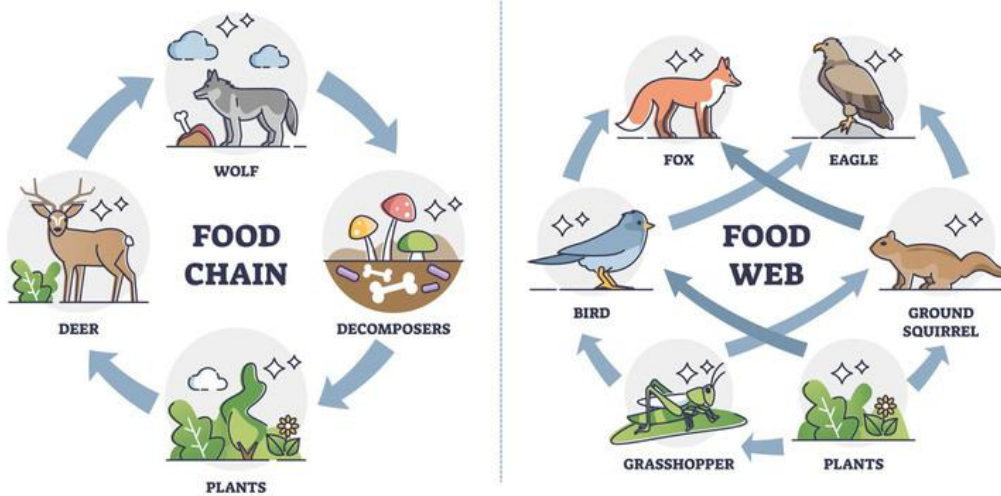 WOLF
FOOD
CHAIN
DEER
DECOMPOSERS
PLANTS
FOX
EAGLE
FOOD
WEB
BIRD
GROUND
SQUIRREL
GRASSHOPPER
PLANTS